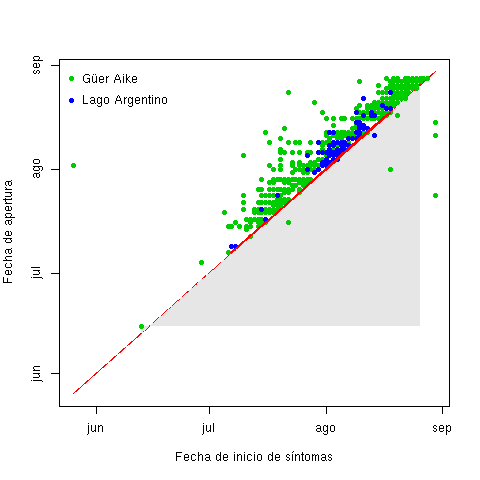 Güer Aike
Lago Argentino
sep
ago
jul
jun
Fecha de apertura
jun
jul
ago
sep
Fecha de inicio de síntomas